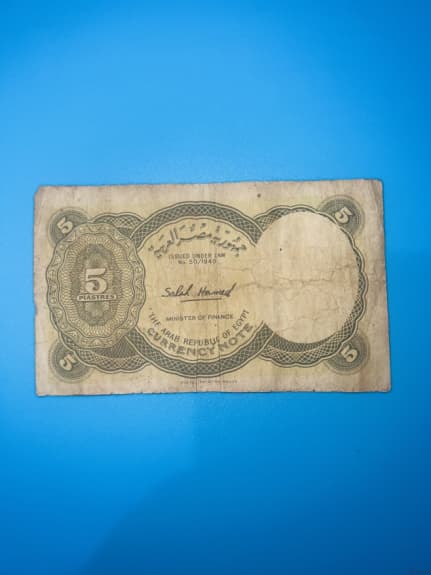 5
5
جمهورية مصر العربية
ISSUED UNDER LAW
No. 50/1940
5
PIASTRES
Salah Hamed
MINISTER OF FINANCE
THE ARAB REPUBLIC OF EGYPT
CURRENCY NOTE
5
5